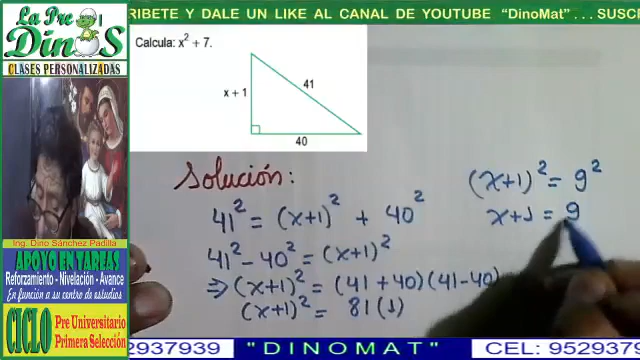 La Pre
DinoS
CLASES PERSONALIZADAS
RIBETE Y DALE UN LIKE AL CANAL DE YOUTUBE "DinoMat"... SUSC
Calcula: x² + 7.
x + 1
41
40
Solución:
41² = (x+1)² + 40²
41² - 40² = (x+1)²
⇒ (x+1)² = (41 + 40)(41-40)
(x+1)² = 81(1)
(x+1)² = 9²
x+1 = 9
Ing. Dino Sánchez Padilla
APOYO EN TAREAS
Reforzamiento - Nivelación - Avance
En función a su centro de estudios
CICLO Pre Universitario
Primera Selección
2937939 "DINOMAT" CEL: 9529379